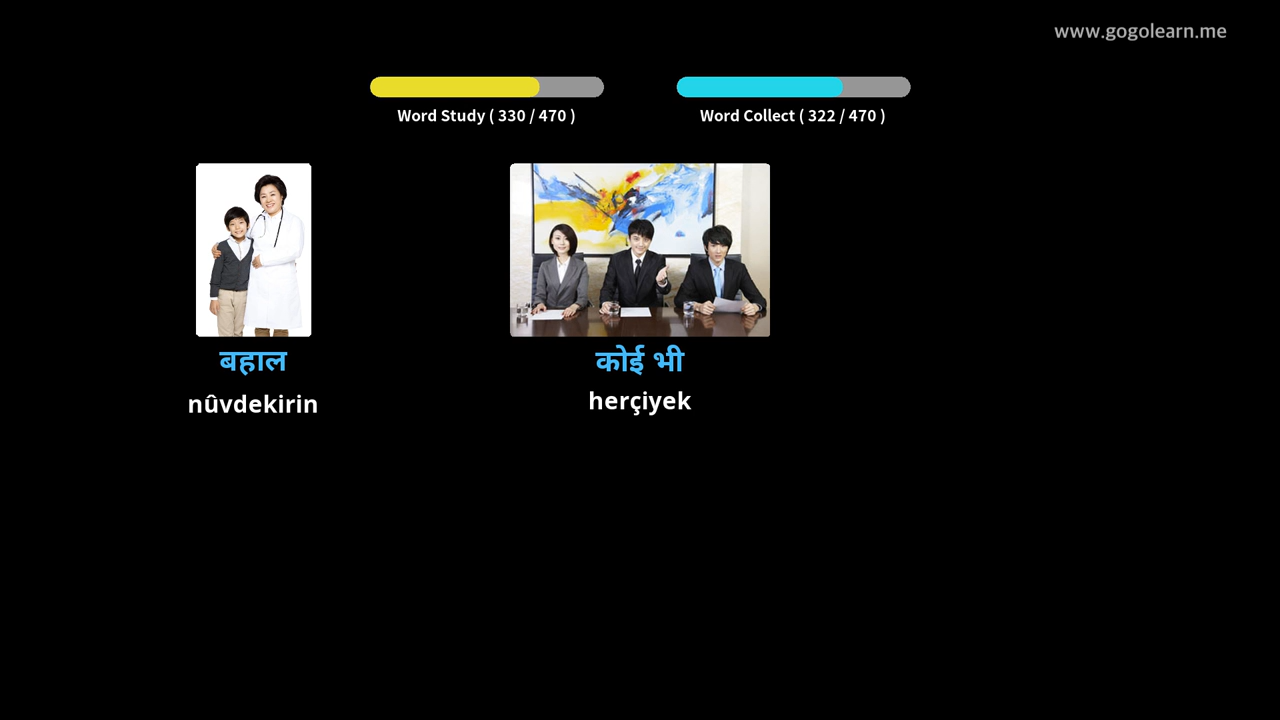 www.gogolearn.me
Word Study ( 330 / 470 )
Word Collect ( 322 / 470 )
बहाल
कोई भी
nûvdekirin
herçiyek